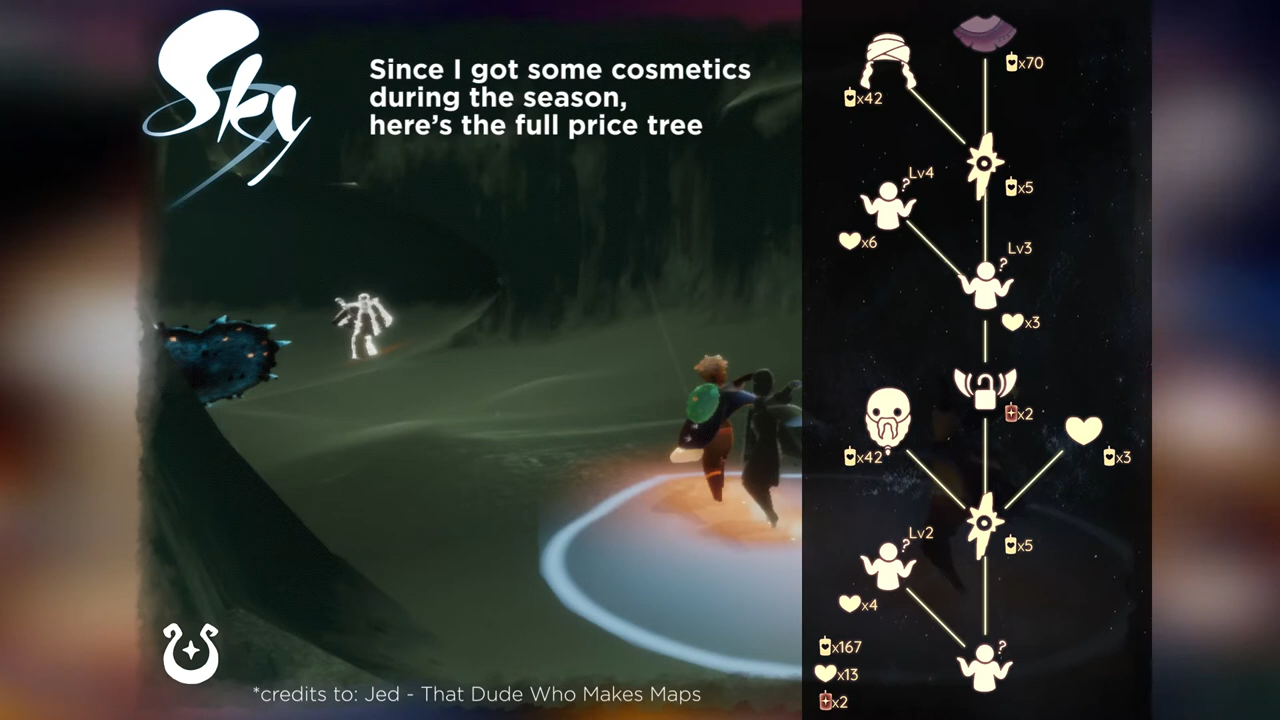 Sky
Since I got some cosmetics
during the season,
here's the full price tree
x70
x42
x5
Lv4
?
x6
Lv3
?
x3
x2
x42
x3
x5
Lv2
?
x4
?
x167
x13
x2
*credits to: Jed - That Dude Who Makes Maps